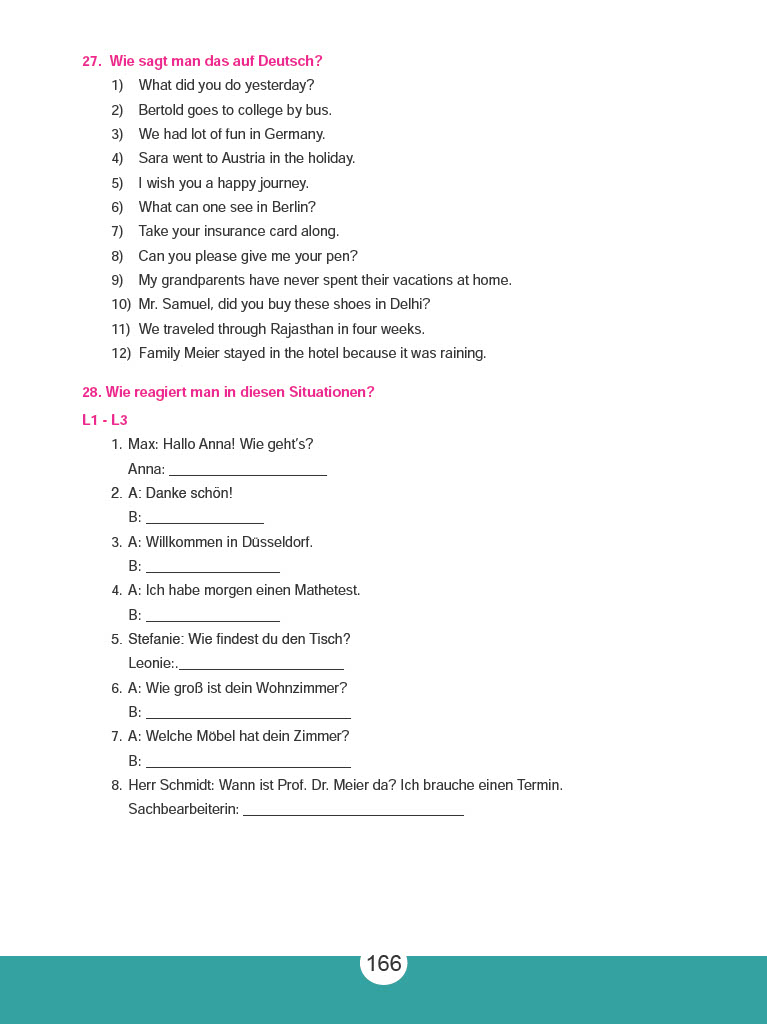 27. Wie sagt man das auf Deutsch?
1) What did you do yesterday?
2) Bertold goes to college by bus.
3) We had lot of fun in Germany.
4) Sara went to Austria in the holiday.
5) I wish you a happy journey.
6) What can one see in Berlin?
7) Take your insurance card along.
8) Can you please give me your pen?
9) My grandparents have never spent their vacations at home.
10) Mr. Samuel, did you buy these shoes in Delhi?
11) We traveled through Rajasthan in four weeks.
12) Family Meier stayed in the hotel because it was raining.
28. Wie reagiert man in diesen Situationen?
L1 - L3
1. Max: Hallo Anna! Wie geht's?
Anna: ____________________
2. A: Danke schön!
B: _______________
3. A: Willkommen in Düsseldorf.
B: _________________
4. A: Ich habe morgen einen Mathetest.
B: _________________
5. Stefanie: Wie findest du den Tisch?
Leonie:._____________________
6. A: Wie groß ist dein Wohnzimmer?
B: __________________________
7. A: Welche Möbel hat dein Zimmer?
B: __________________________
8. Herr Schmidt: Wann ist Prof. Dr. Meier da? Ich brauche einen Termin.
Sachbearbeiterin: ____________________________
166